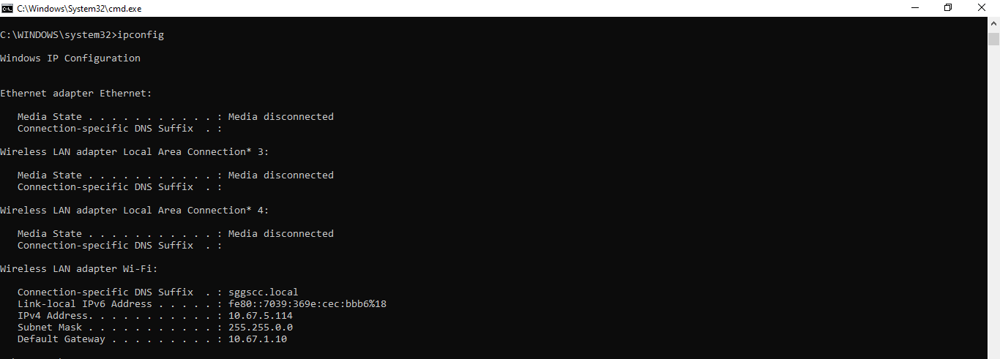 C:\Windows\System32\cmd.exe
C:\WINDOWS\system32>ipconfig
Windows IP Configuration
Ethernet adapter Ethernet:
   Media State . . . . . . . . . . . : Media disconnected
   Connection-specific DNS Suffix  . :
Wireless LAN adapter Local Area Connection* 3:
   Media State . . . . . . . . . . . : Media disconnected
   Connection-specific DNS Suffix  . :
Wireless LAN adapter Local Area Connection* 4:
   Media State . . . . . . . . . . . : Media disconnected
   Connection-specific DNS Suffix  . :
Wireless LAN adapter Wi-Fi:
   Connection-specific DNS Suffix  . : sggscc.local
   Link-local IPv6 Address . . . . . : fe80::7039:369e:cec:bbb6%18
   IPv4 Address. . . . . . . . . . . : 10.67.5.114
   Subnet Mask . . . . . . . . . . . : 255.255.0.0
   Default Gateway . . . . . . . . . : 10.67.1.10